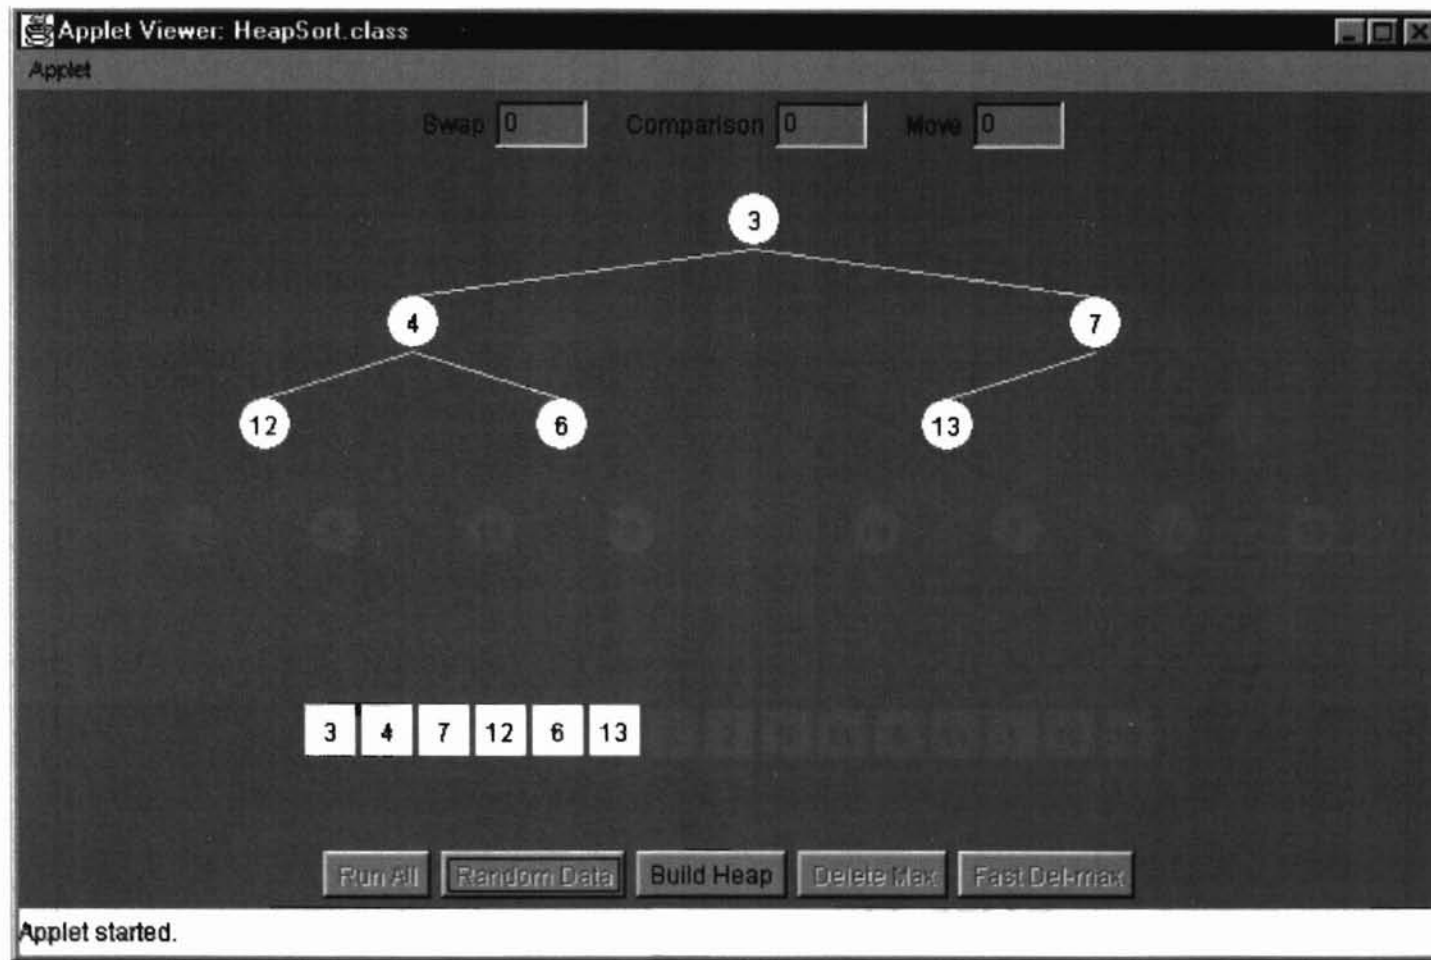 Applet Viewer: HeapSort.class
Applet
Swap 0 Comparison 0 Move 0
3
4 7
12 6 13
3 4 7 12 6 13
Run All Random Data Build Heap Delete Max Fast Del-max
Applet started.